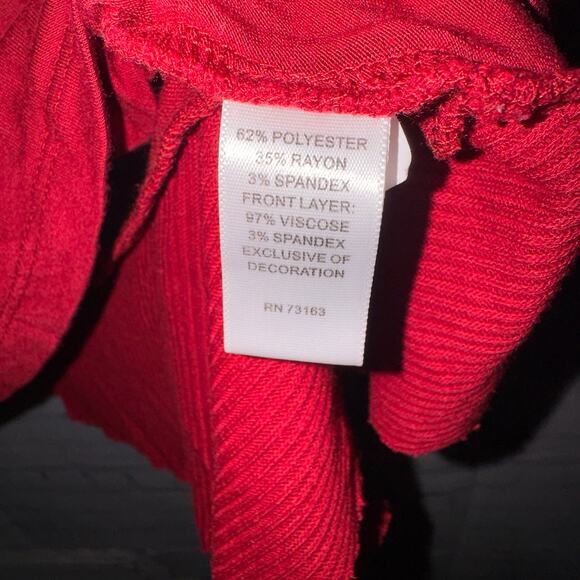 62% POLYESTER
35% RAYON
3% SPANDEX
FRONT LAYER:
97% VISCOSE
3% SPANDEX
EXCLUSIVE OF
DECORATION
RN 73163